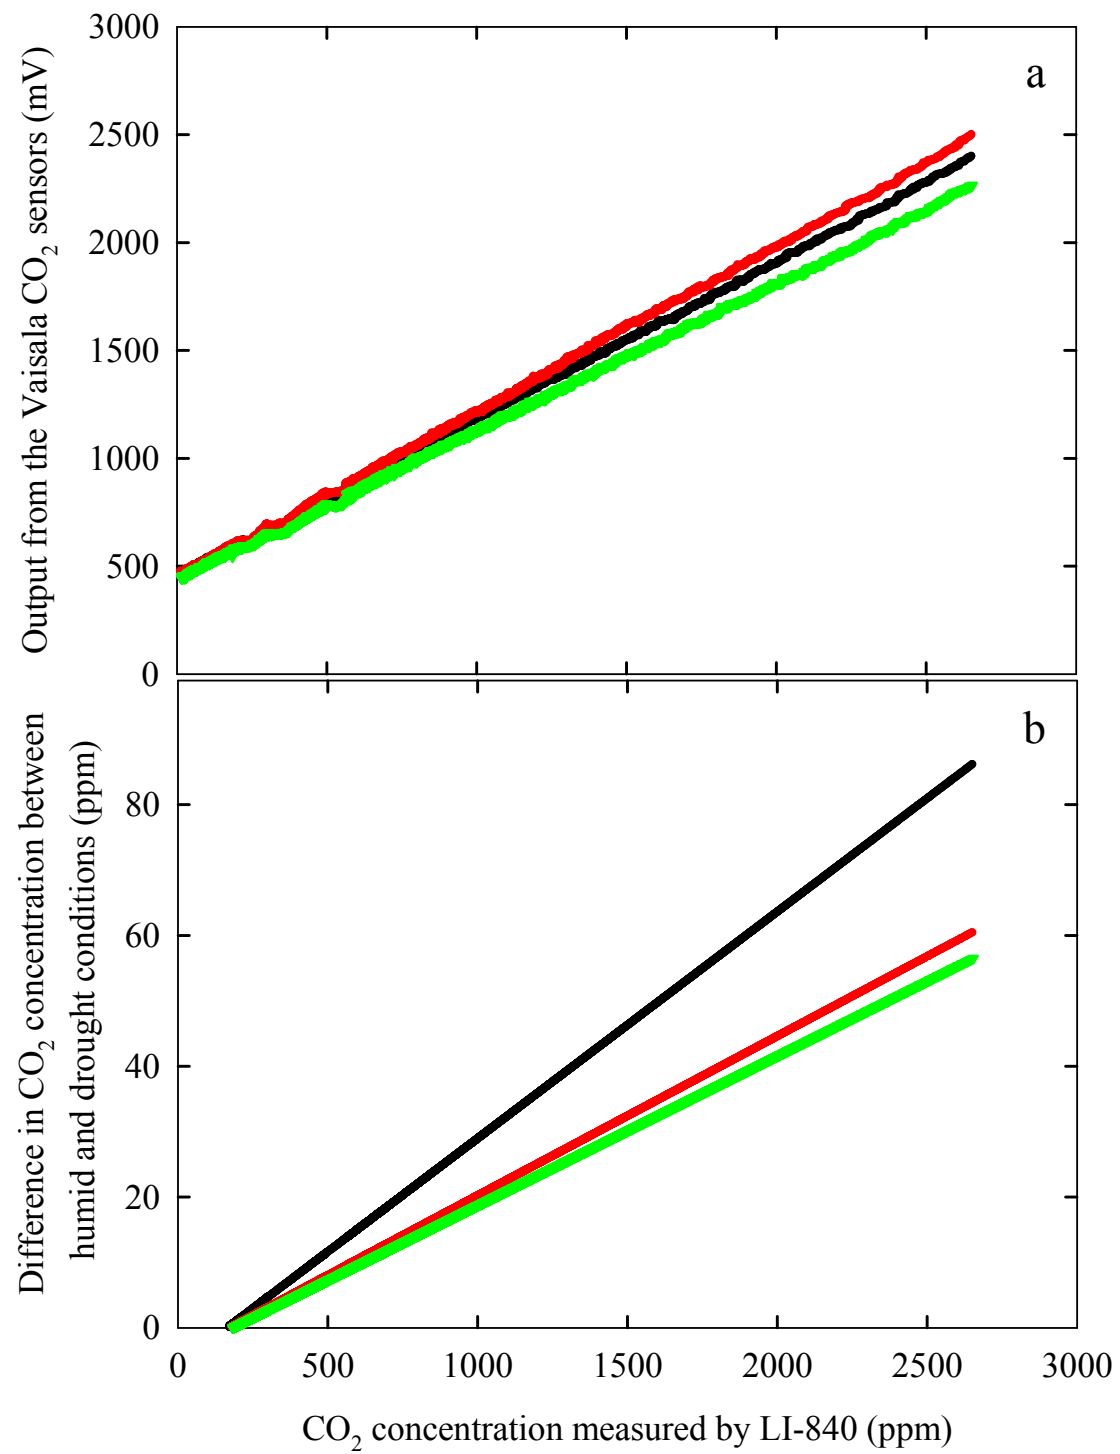 3000
2500
2000
1500
1000
500
0
Output from the Vaisala CO2 sensors (mV)
a
80
60
40
20
0
Difference in CO2 concentration between
humid and drought conditions (ppm)
b
0 500 1000 1500 2000 2500 3000
CO2 concentration measured by LI-840 (ppm)